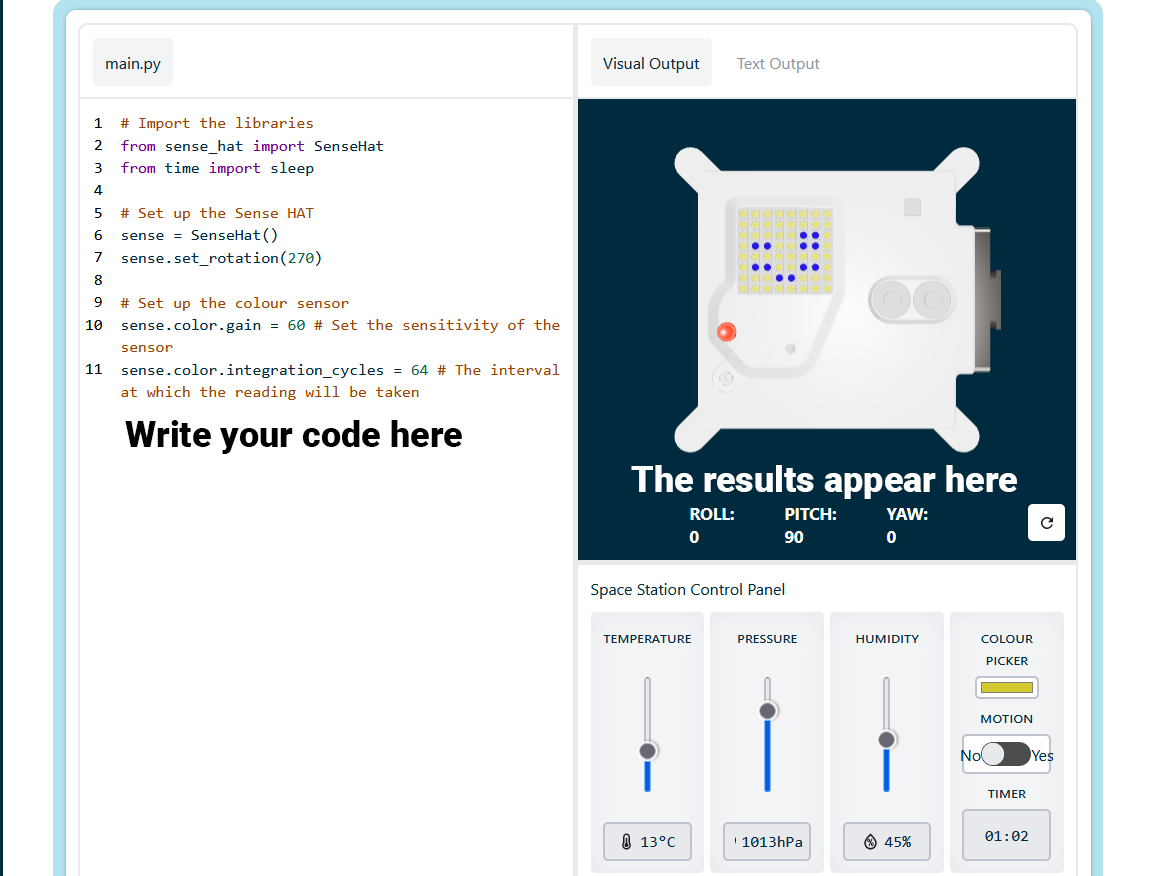 main.py
Visual Output Text Output
1 # Import the libraries
2 from sense_hat import SenseHat
3 from time import sleep
4
5 # Set up the Sense HAT
6 sense = SenseHat()
7 sense.set_rotation(270)
8
9 # Set up the colour sensor
10 sense.color.gain = 60 # Set the sensitivity of the
sensor
11 sense.color.integration_cycles = 64 # The interval
at which the reading will be taken
Write your code here
The results appear here
ROLL: PITCH: YAW:
0 90 0
Space Station Control Panel
TEMPERATURE
13°C
PRESSURE
1013hPa
HUMIDITY
45%
COLOUR
PICKER
MOTION
No Yes
TIMER
01:02